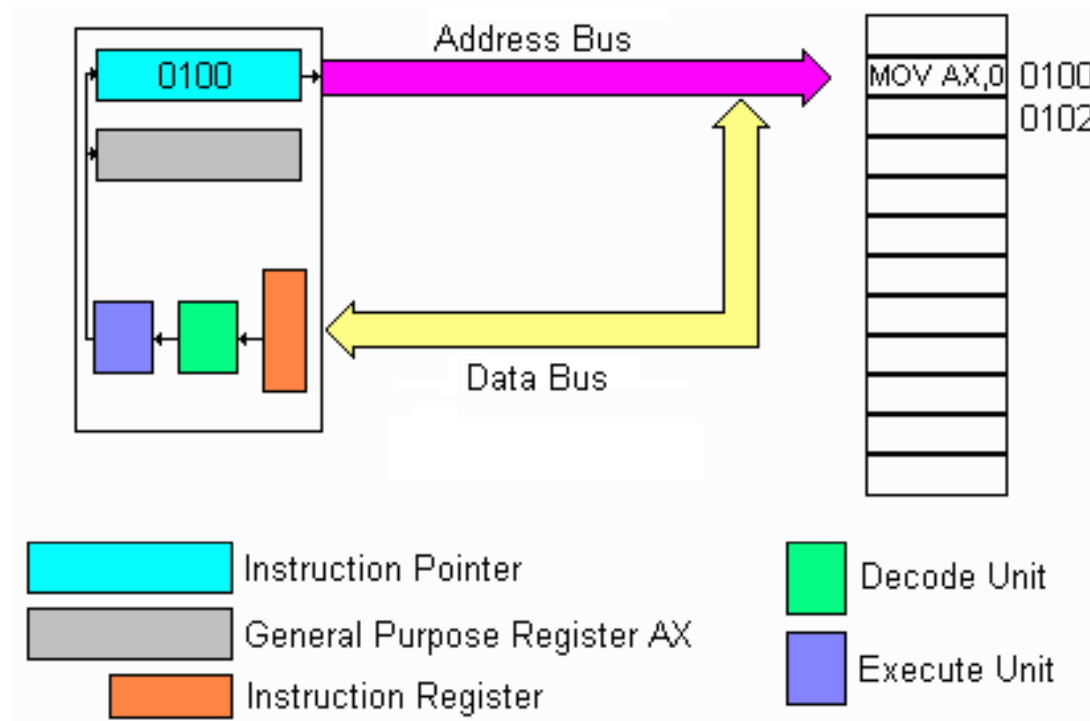 Address Bus
0100
MOV AX,0 0100
0102
Data Bus
Instruction Pointer
General Purpose Register AX
Instruction Register
Decode Unit
Execute Unit